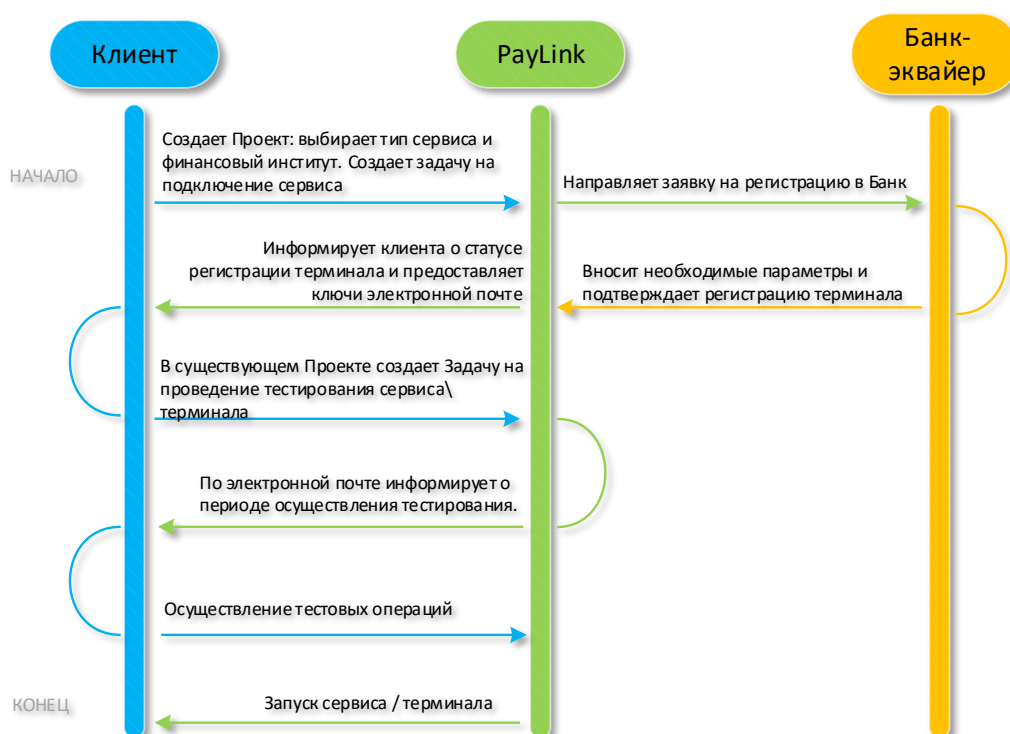 Клиент
PayLink
Банк-
эквайер
НАЧАЛО
Создает Проект: выбирает тип сервиса и
финансовый институт. Создает задачу на
подключение сервиса
Направляет заявку на регистрацию в Банк
Информирует клиента о статусе
регистрации терминала и предоставляет
ключи электронной почте
Вносит необходимые параметры и
подтверждает регистрацию терминала
В существующем Проекте создает Задачу на
проведение тестирования сервиса\
терминала
По электронной почте информирует о
периоде осуществления тестирования.
Осуществление тестовых операций
КОНЕЦ
Запуск сервиса / терминала